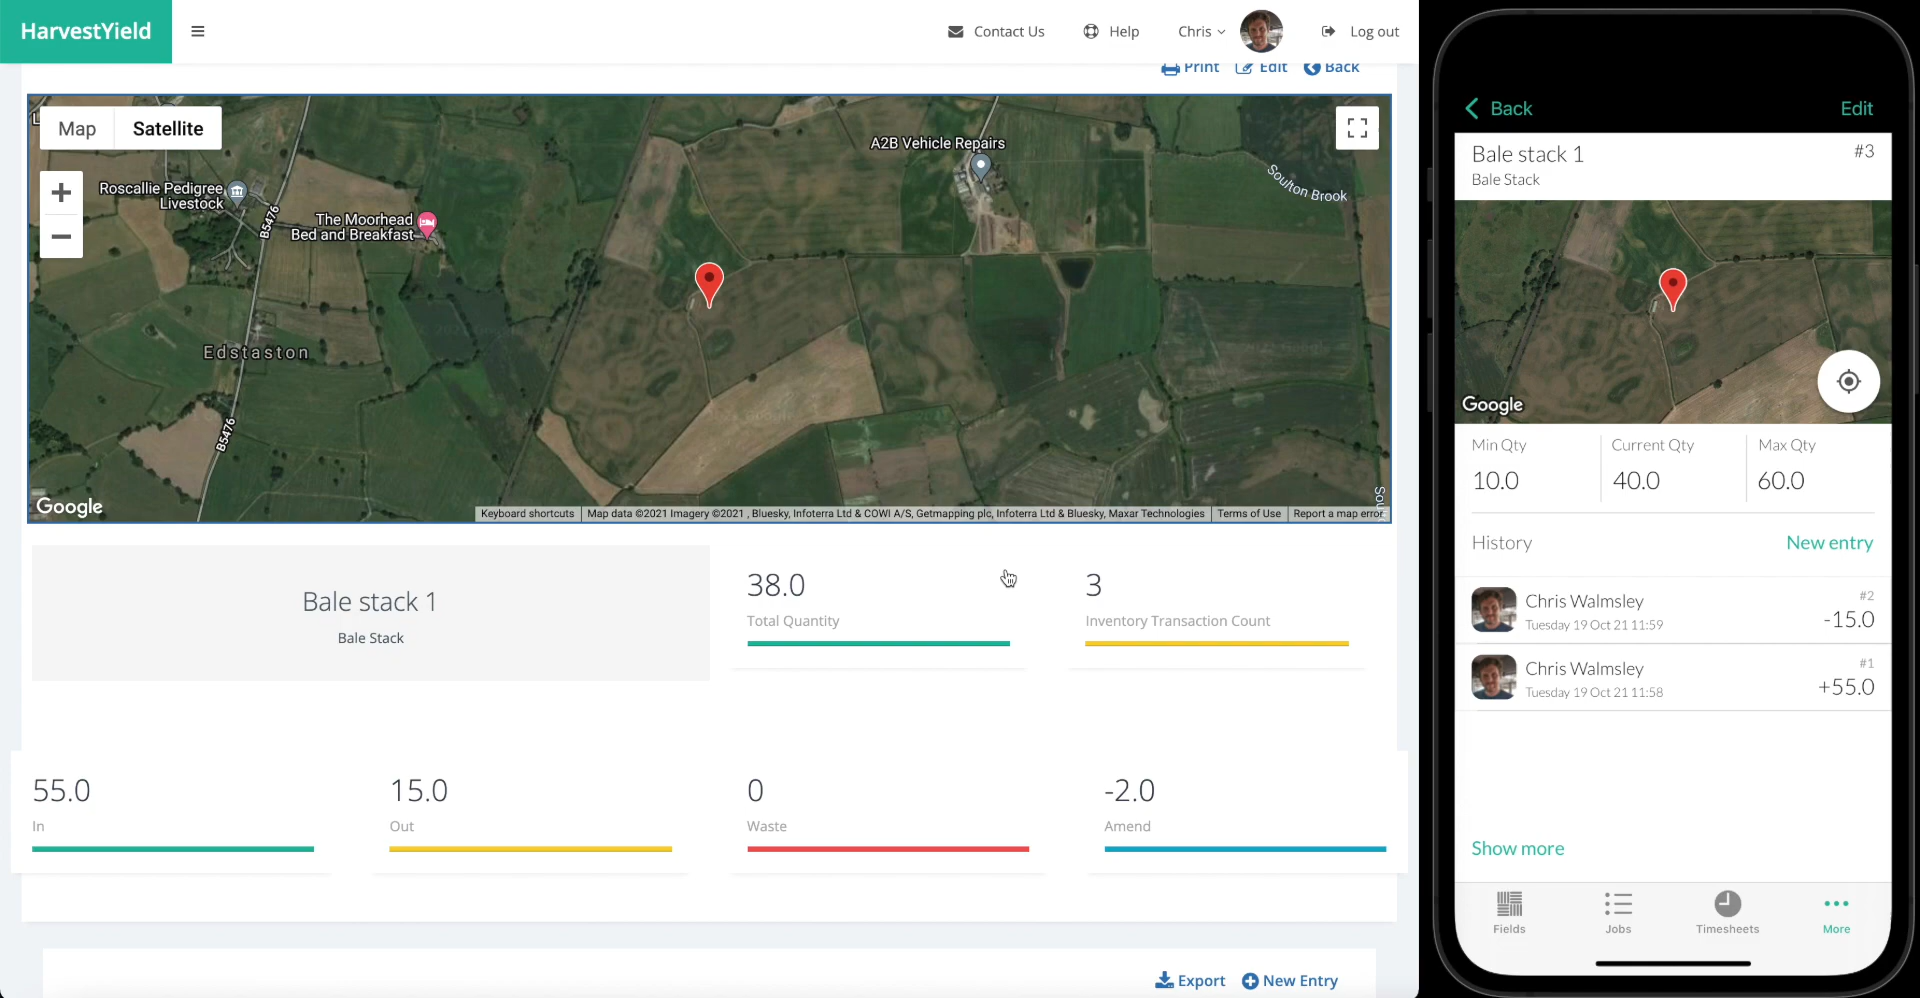 HarvestYield
Contact Us
Help
Chris
Log out
Print
Edit
Back
Map
Satellite
Roscallie Pedigree
Livestock
B5476
The Moorhead
Bed and Breakfast
A2B Vehicle Repairs
Soulton Brook
Edstaston
B5476
Google
Keyboard shortcuts
Map data ©2021 Imagery ©2021 , Bluesky, Infoterra Ltd & COWI A/S, Getmapping plc, Infoterra Ltd & Bluesky, Maxar Technologies
Terms of Use
Report a map error
Bale stack 1
Bale Stack
38.0
Total Quantity
3
Inventory Transaction Count
55.0
In
15.0
Out
0
Waste
-2.0
Amend
Export
New Entry
Back
Edit
Bale stack 1
#3
Bale Stack
Google
Min Qty
Current Qty
Max Qty
10.0
40.0
60.0
History
New entry
Chris Walmsley
#2
Tuesday 19 Oct 21 11:59
-15.0
Chris Walmsley
#1
Tuesday 19 Oct 21 11:58
+55.0
Show more
Fields
Jobs
Timesheets
More